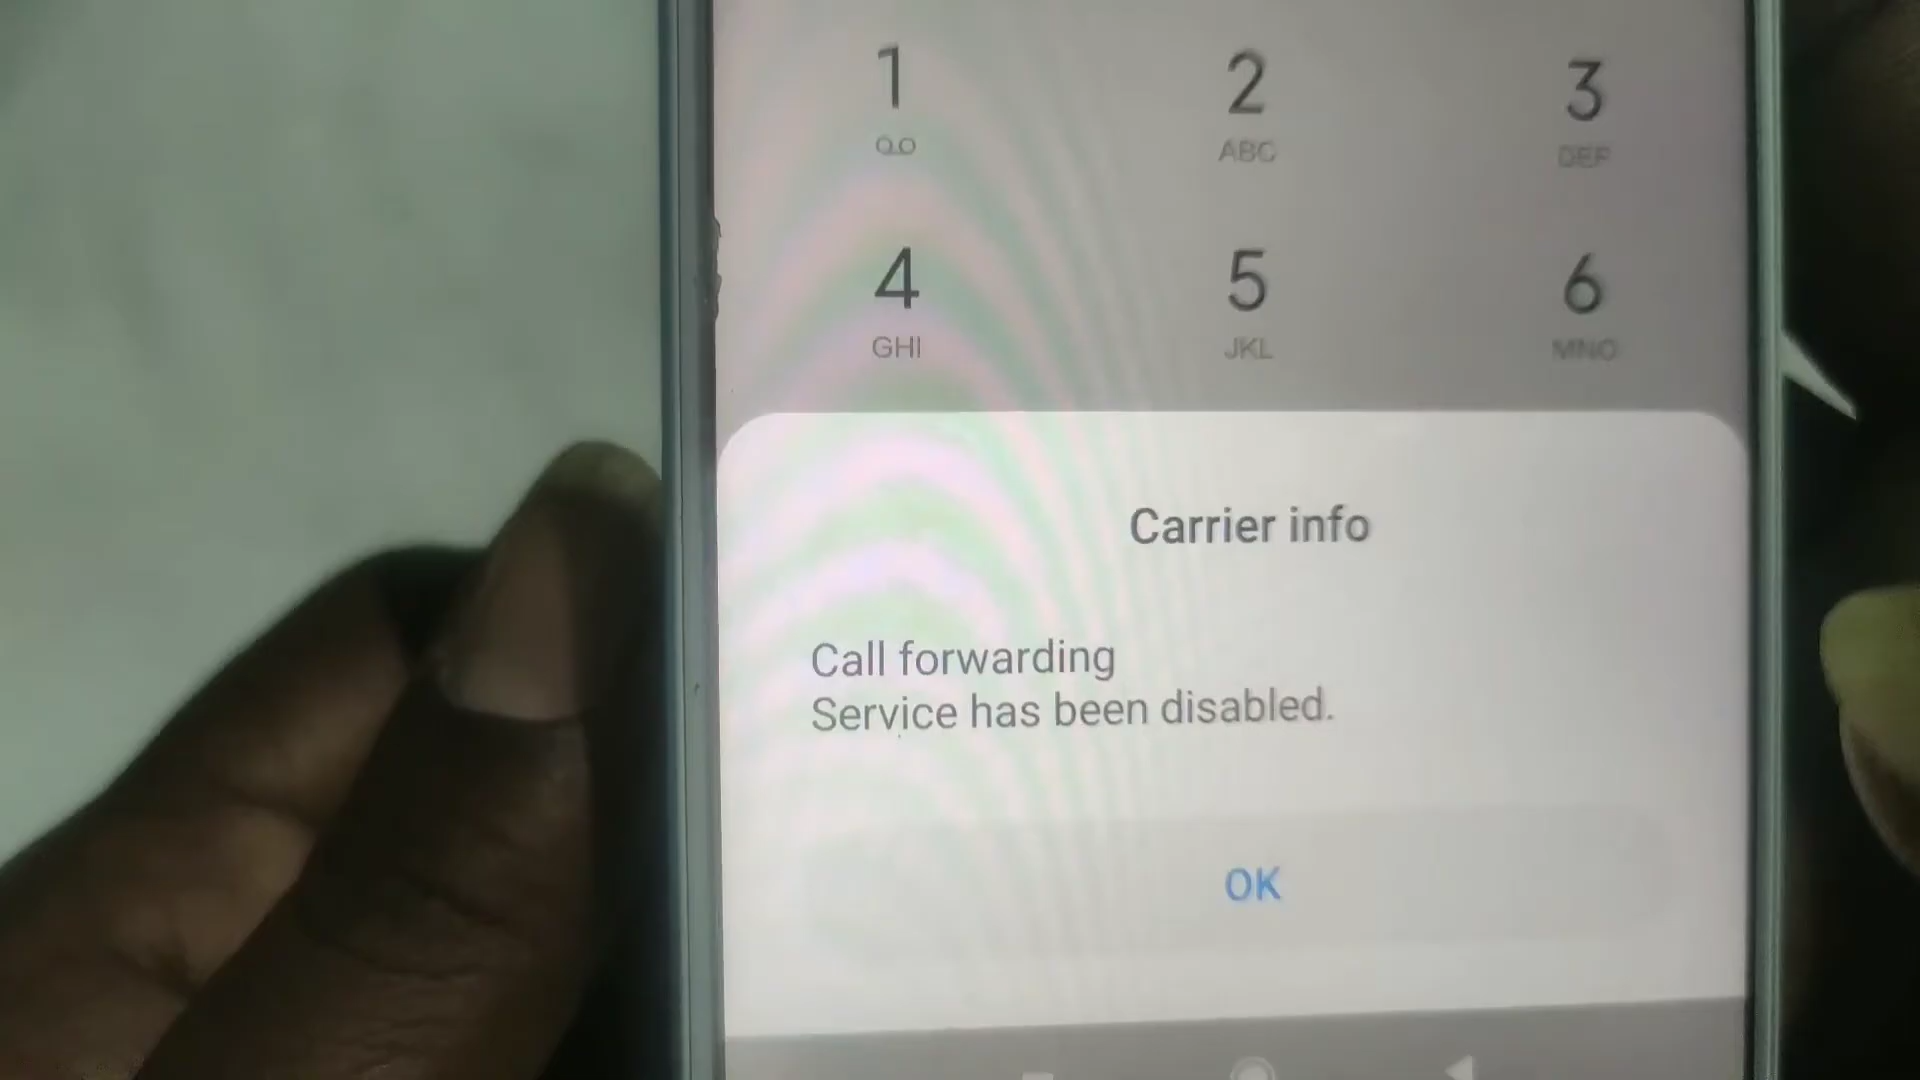 1 2 3
ABC DEF
4 5 6
GHI JKL MNO
Carrier info
Call forwarding
Service has been disabled.
OK